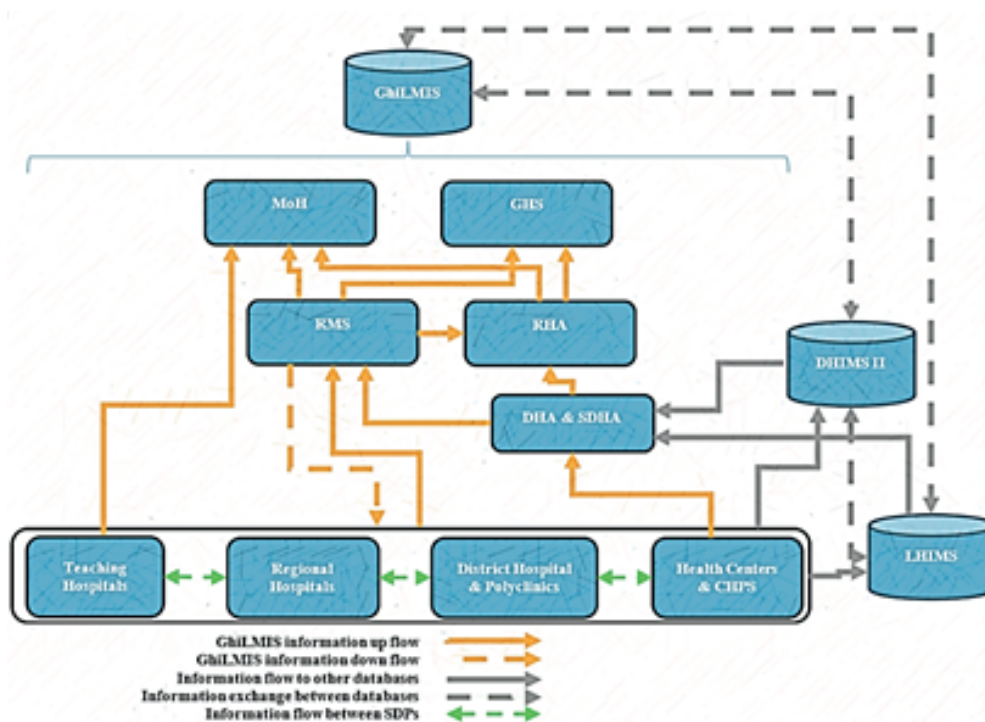 GhiLMIS
MoH
GHS
RMS
RHA
DHIMS II
DHA & SDHA
LHIMS
Teaching
Hospitals
Regional
Hospitals
District Hospital
& Polyclinics
Health Centers
& CHPS
GhiLMIS information up flow
GhiLMIS information down flow
Information flow to other databases
Information exchange between databases
Information flow between SDPs